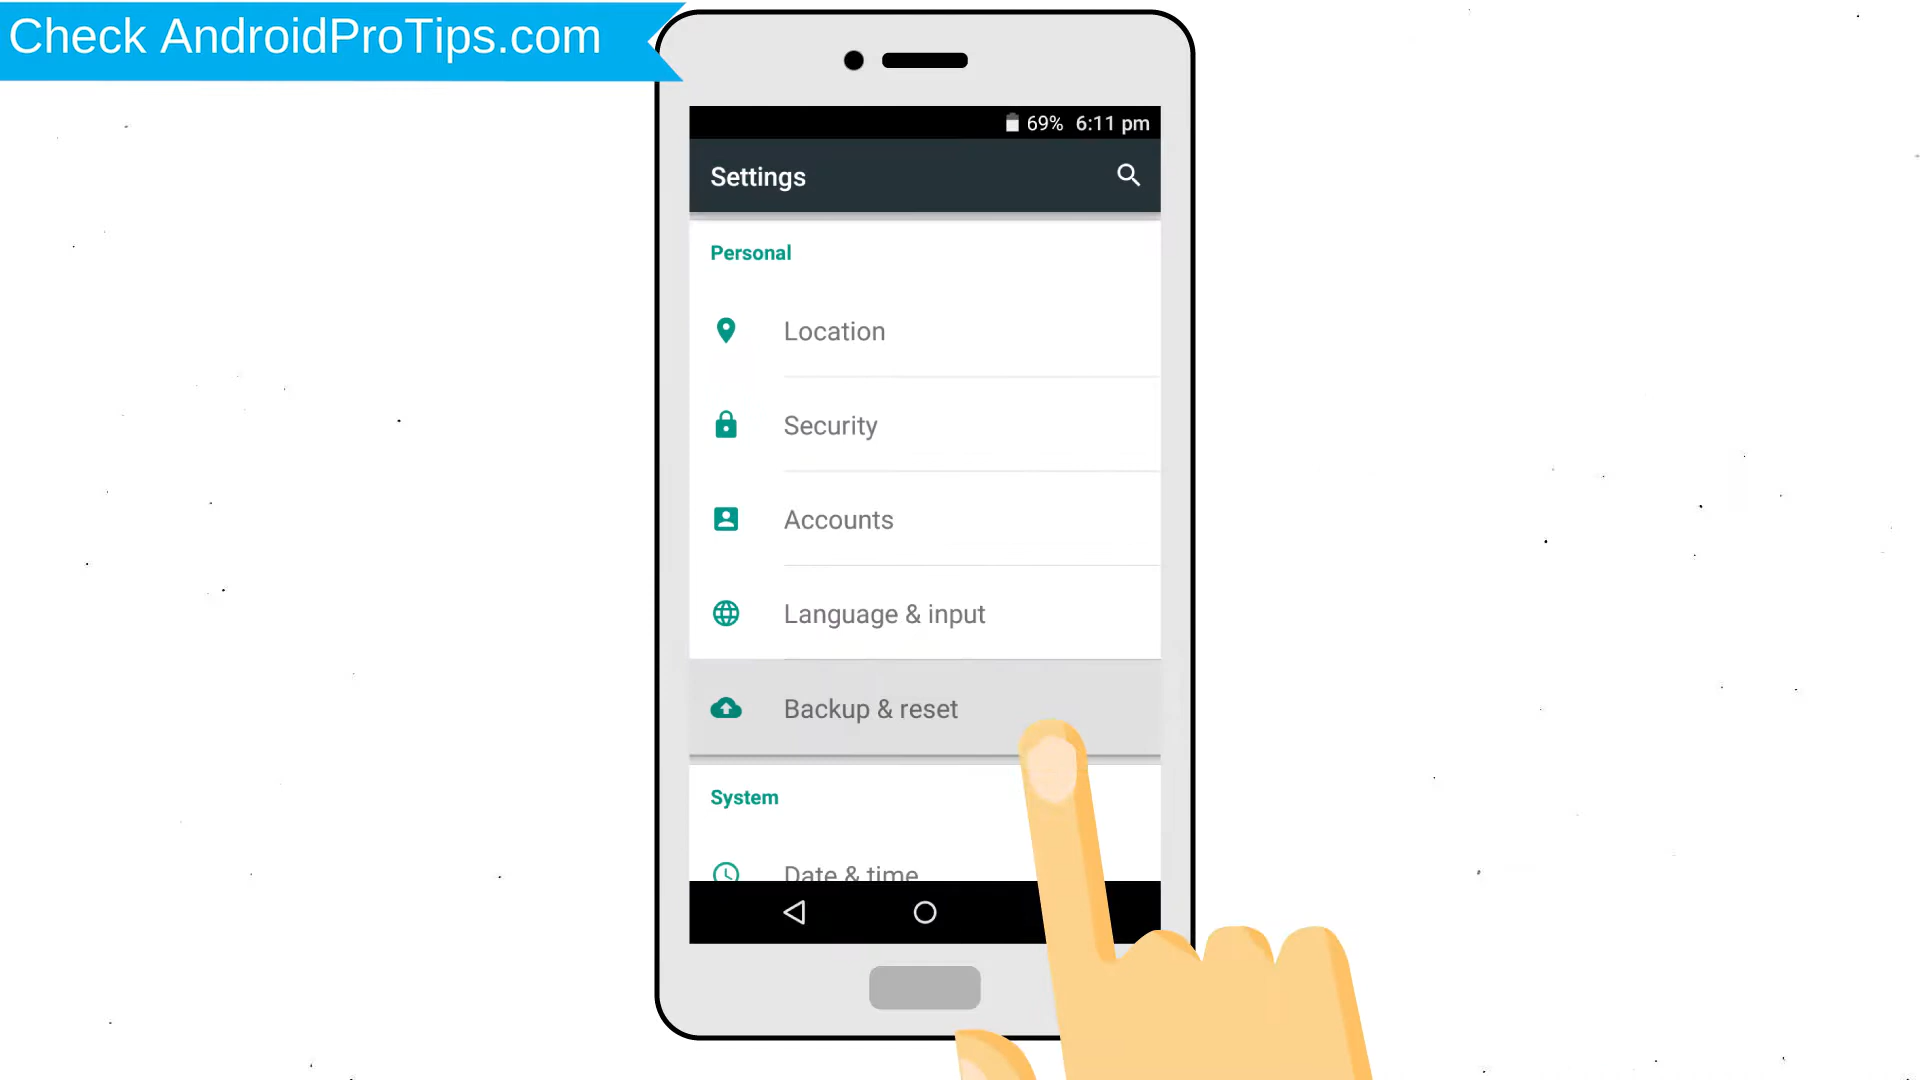 Check AndroidProTips.com
69% 6:11 pm
Settings
Personal
Location
Security
Accounts
Language & input
Backup & reset
System
Date & time